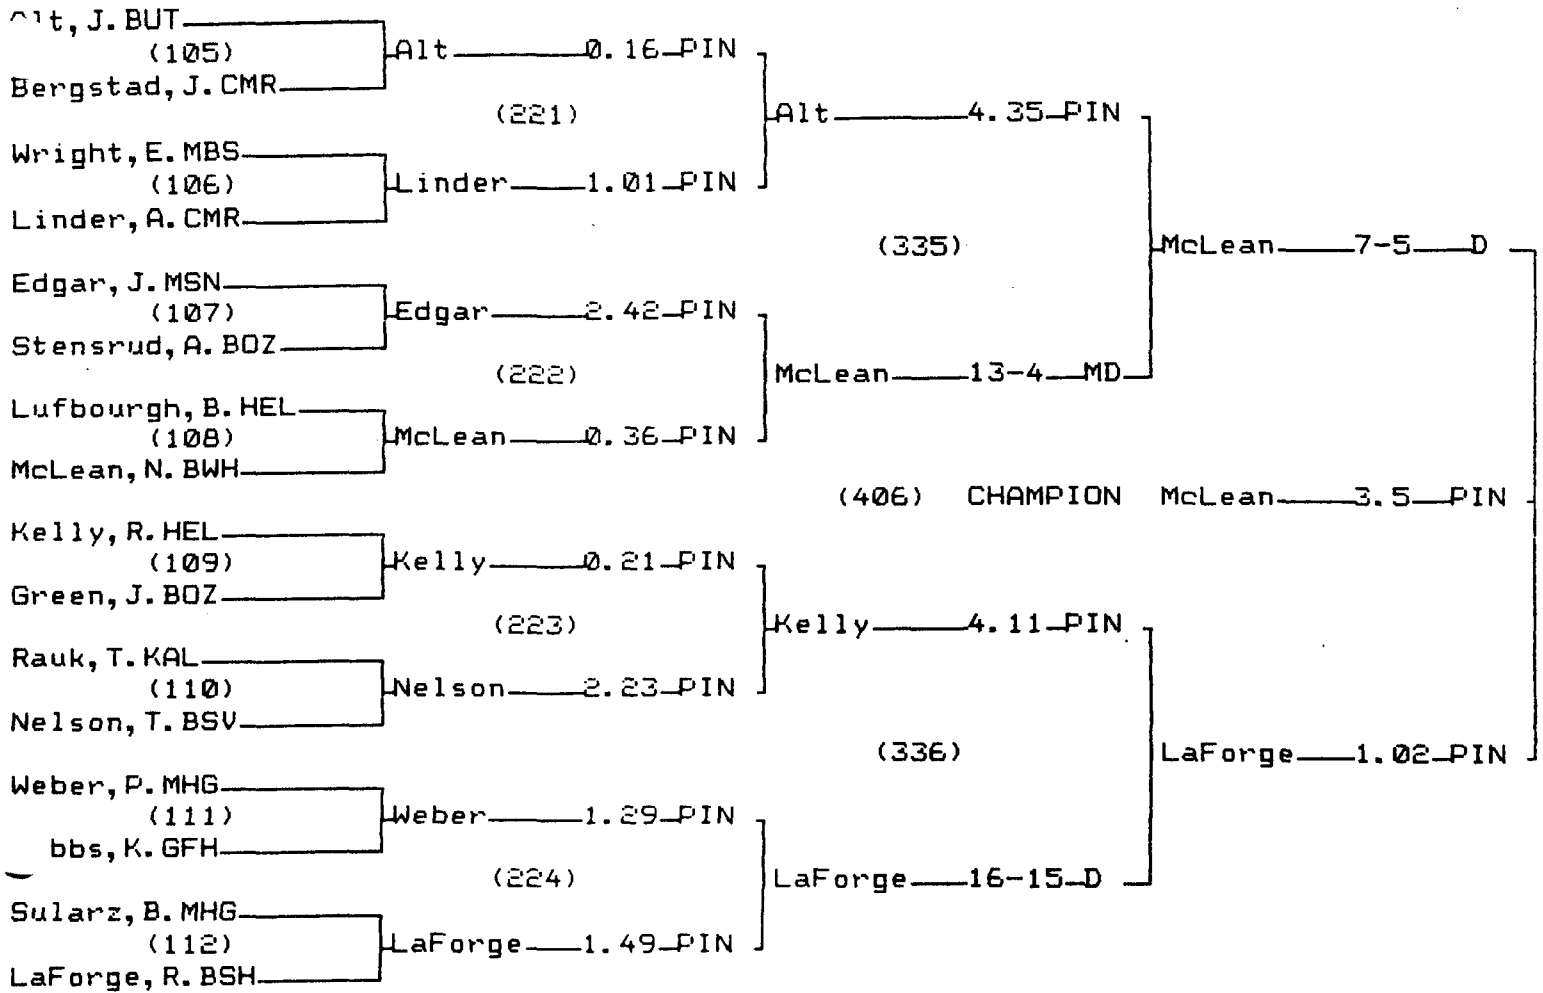 t, J. BUT
(105) Alt 0.16 PIN
Bergstad, J. CMR
(221) Alt 4.35 PIN
Wright, E. MBS
(106) Linder 1.01 PIN
Linder, A. CMR
(335) McLean 7-5 D
Edgar, J. MSN
(107) Edgar 2.42 PIN
Stensrud, A. BOZ
(222) McLean 13-4 MD
Lufbourgh, B. HEL
(108) McLean 0.36 PIN
McLean, N. BWH
(406) CHAMPION McLean 3.5 PIN
Kelly, R. HEL
(109) Kelly 0.21 PIN
Green, J. BOZ
(223) Kelly 4.11 PIN
Rauk, T. KAL
(110) Nelson 2.23 PIN
Nelson, T. BSV
(336) LaForge 1.02 PIN
Weber, P. MHG
(111) Weber 1.29 PIN
bbs, K. GFH
(224) LaForge 16-15 D
Sularz, B. MHG
(112) LaForge 1.49 PIN
LaForge, R. BSH